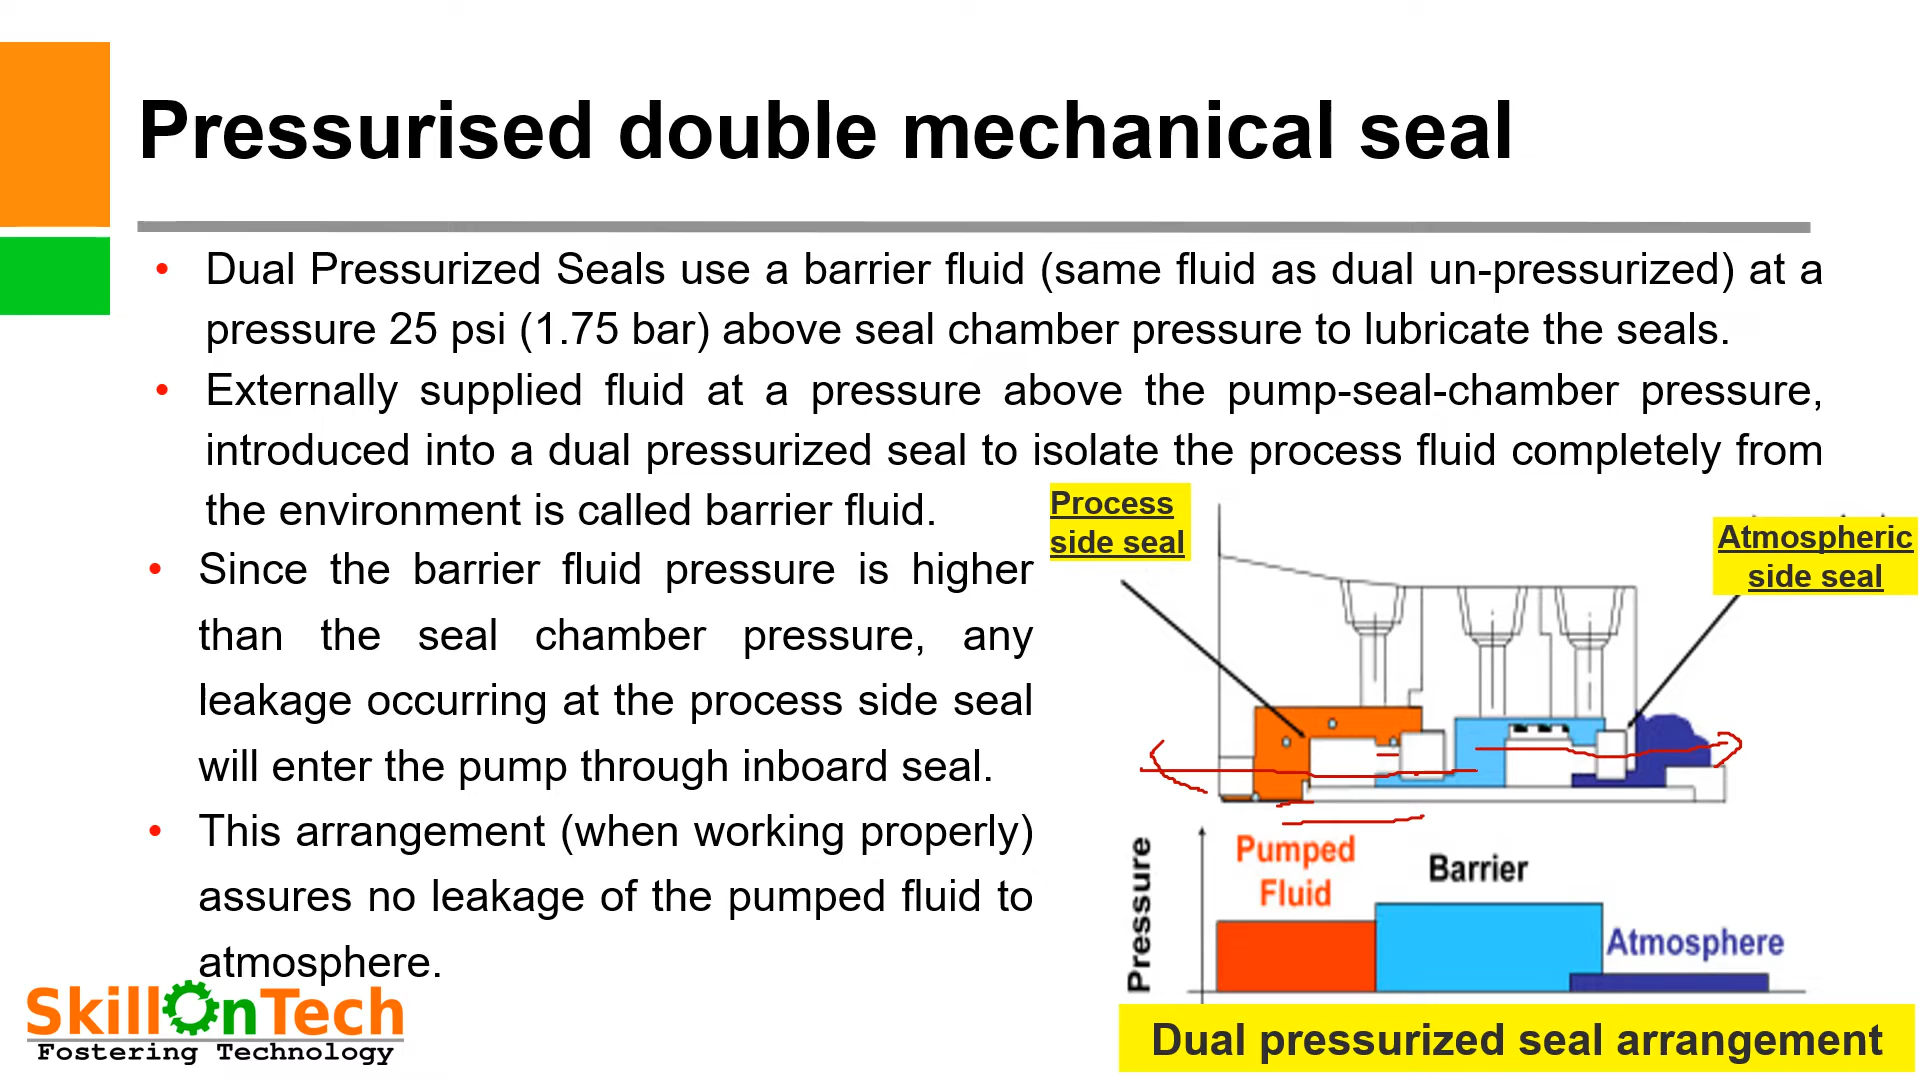 Pressurised double mechanical seal
• Dual Pressurized Seals use a barrier fluid (same fluid as dual un-pressurized) at a
pressure 25 psi (1.75 bar) above seal chamber pressure to lubricate the seals.
• Externally supplied fluid at a pressure above the pump-seal-chamber pressure,
introduced into a dual pressurized seal to isolate the process fluid completely from
the environment is called barrier fluid.
• Since the barrier fluid pressure is higher
than the seal chamber pressure, any
leakage occurring at the process side seal
will enter the pump through inboard seal.
• This arrangement (when working properly)
assures no leakage of the pumped fluid to
atmosphere.
Process
side seal
Atmospheric
side seal
Pressure
Pumped
Fluid
Barrier
Atmosphere
Dual pressurized seal arrangement
SkillOnTech
Fostering Technology